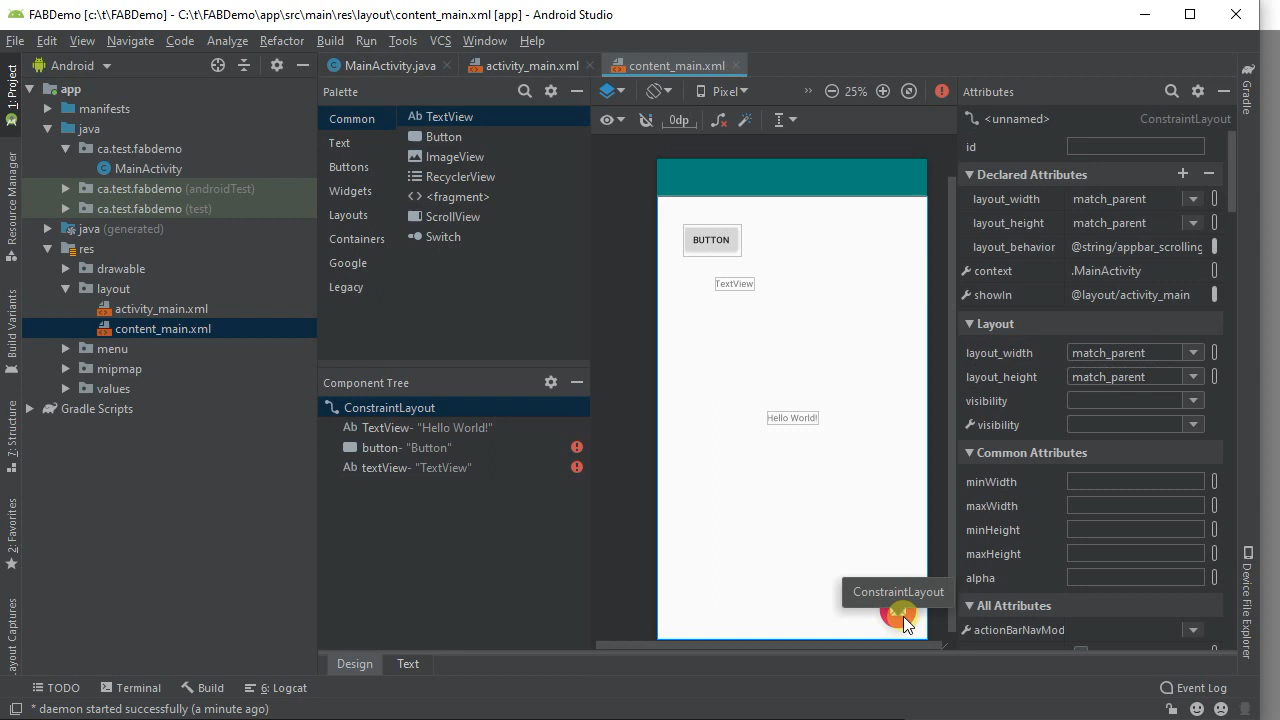 FABDemo [c:\t\FABDemo] - C:\t\FABDemo\app\src\main\res\layout\content_main.xml [app] - Android Studio
File Edit View Navigate Code Analyze Refactor Build Run Tools VCS Window Help
Android
MainActivity.java
activity_main.xml
content_main.xml
1: Project
Resource Manager
Build Variants
7: Structure
2: Favorites
Layout Captures
app
manifests
java
ca.test.fabdemo
MainActivity
ca.test.fabdemo (androidTest)
ca.test.fabdemo (test)
java (generated)
res
drawable
layout
activity_main.xml
content_main.xml
menu
mipmap
values
Gradle Scripts
Palette
Common
Text
Buttons
Widgets
Layouts
Containers
Google
Legacy
Ab TextView
Button
ImageView
RecyclerView
<> <fragment>
ScrollView
Switch
Component Tree
ConstraintLayout
Ab TextView- "Hello World!"
button- "Button"
Ab textView- "TextView"
Pixel
25%
0dp
BUTTON
TextView
Hello World!
ConstraintLayout
Design Text
Attributes
<unnamed> ConstraintLayout
id
Declared Attributes
layout_width match_parent
layout_height match_parent
layout_behavior @string/appbar_scrolling
context .MainActivity
showIn @layout/activity_main
Layout
layout_width match_parent
layout_height match_parent
visibility
visibility
Common Attributes
minWidth
maxWidth
minHeight
maxHeight
alpha
All Attributes
actionBarNavMod
Gradle
Device File Explorer
TODO Terminal Build 6: Logcat Event Log
* daemon started successfully (a minute ago)